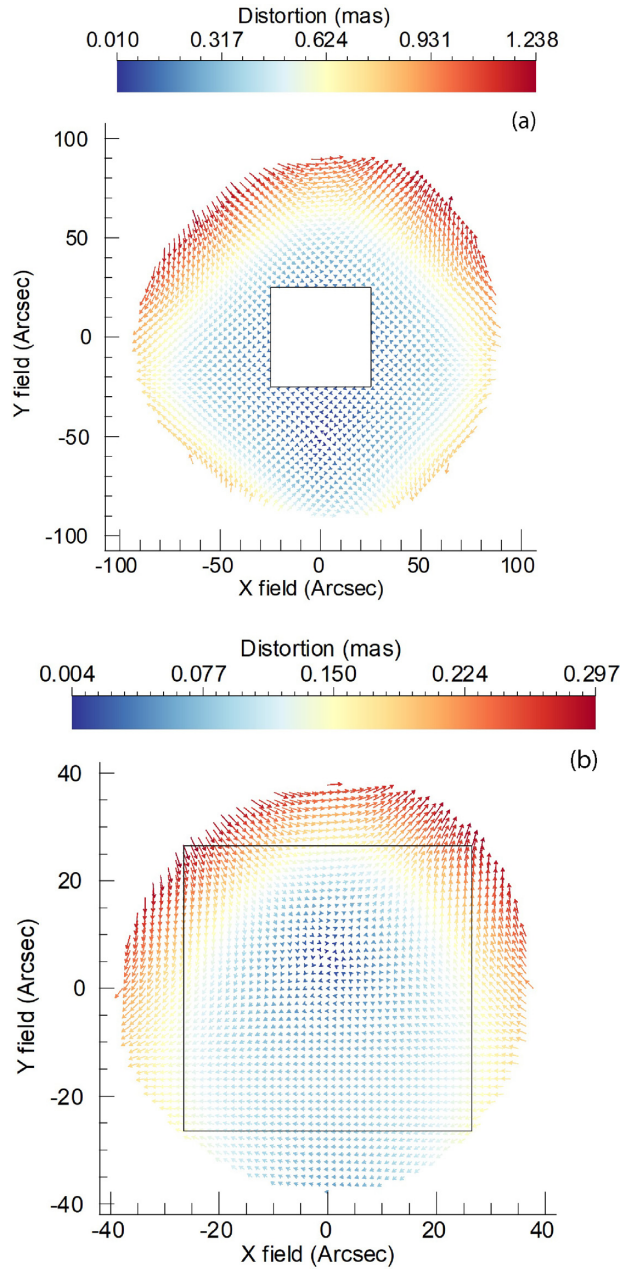 Distortion (mas)
0.010 0.317 0.624 0.931 1.238
(a)
100
50
0
-50
-100
Y field (Arcsec)
-100 -50 0 50 100
X field (Arcsec)
Distortion (mas)
0.004 0.077 0.150 0.224 0.297
(b)
40
20
0
-20
-40
Y field (Arcsec)
-40 -20 0 20 40
X field (Arcsec)